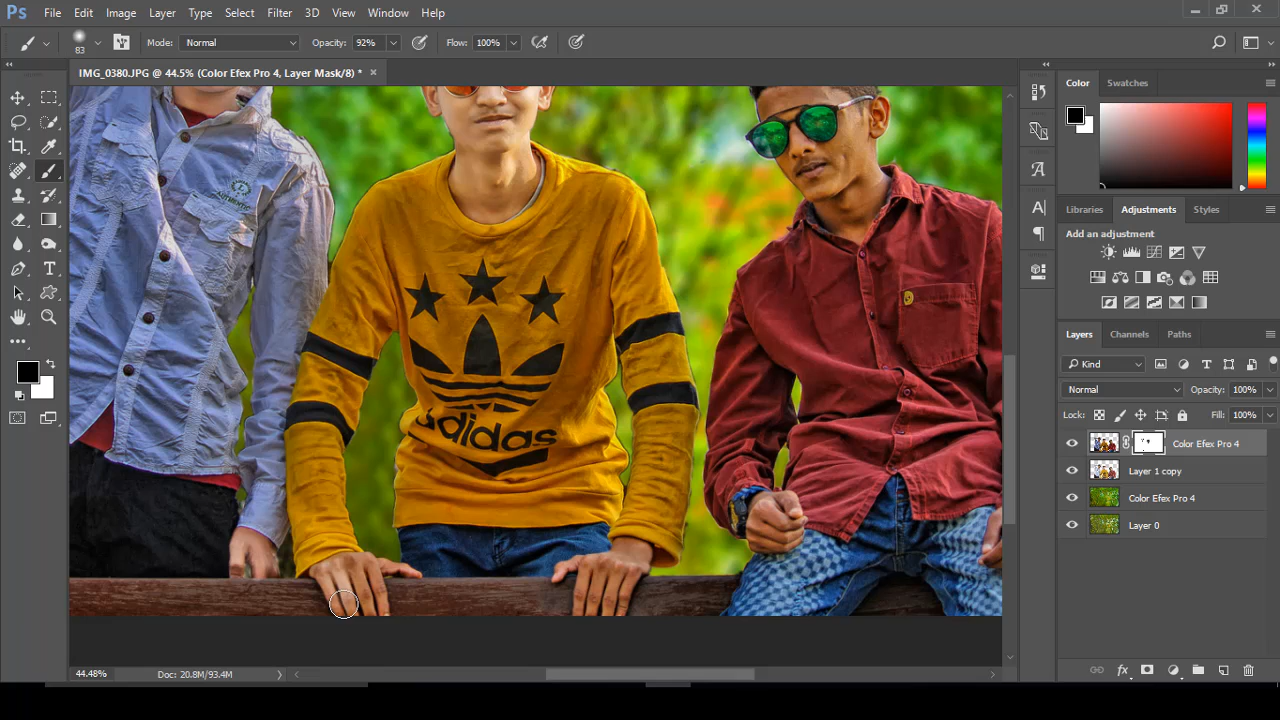 Ps File Edit Image Layer Type Select Filter 3D View Window Help
83 Mode: Normal Opacity: 92% Flow: 100%
IMG_0380.JPG @ 44.5% (Color Efex Pro 4, Layer Mask/8) * ×
adidas
44.48% Doc: 20.8M/93.4M
Color Swatches
Libraries Adjustments Styles
Add an adjustment
Layers Channels Paths
Kind
Normal Opacity: 100%
Lock: Fill: 100%
Color Efex Pro 4
Layer 1 copy
Color Efex Pro 4
Layer 0